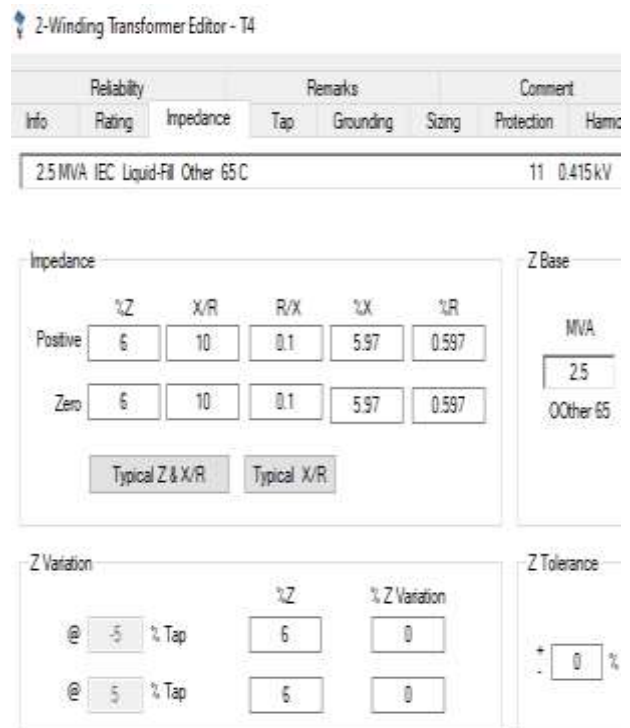 2-Winding Transformer Editor - T4
Reliability Remarks Comment
Info Rating Impedance Tap Grounding Sizing Protection Harmo
2.5 MVA IEC Liquid-Fill Other 65 C 11 0.415 kV
Impedance Z Base
%Z X/R R/X %X %R
MVA
Positive 6 10 0.1 5.97 0.597
2.5
Zero 6 10 0.1 5.97 0.597
OOther 65
Typical Z & X/R Typical X/R
Z Variation Z Tolerance
%Z % Z Variation
@ -5 % Tap 6 0
+ - 0 %
@ 5 % Tap 6 0